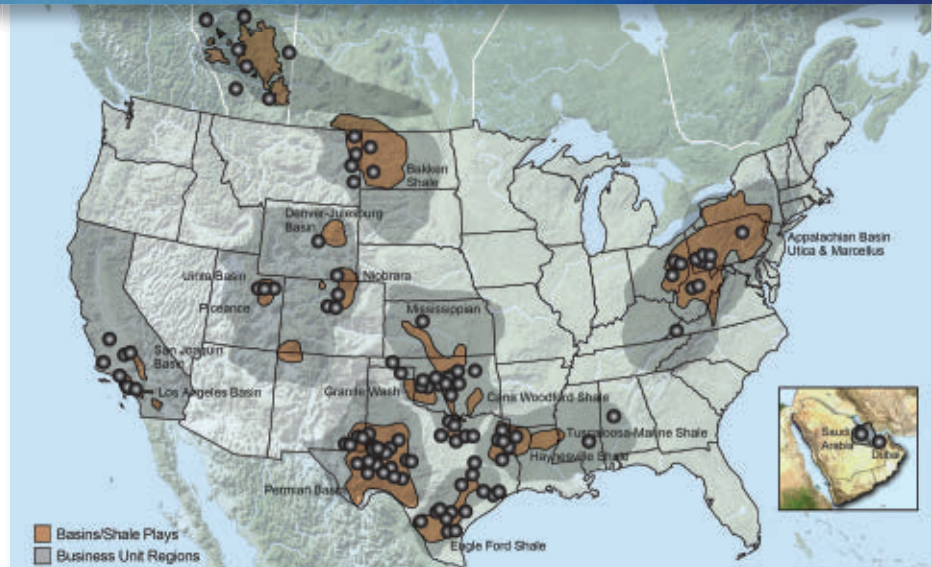 Bakken
Shale
Denver-Julesburg
Basin
Appalachian Basin
Utica & Marcellus
Uinta Basin
Niobrara
Piceance
Mississippian
San Joaquin
Basin
Los Angeles Basin
Granite Wash
Cana Woodford Shale
Tuscaloosa-Marine Shale
Haynesville Shale
Permian Basin
Eagle Ford Shale
Saudi
Arabia
Dubai
Basins/Shale Plays
Business Unit Regions